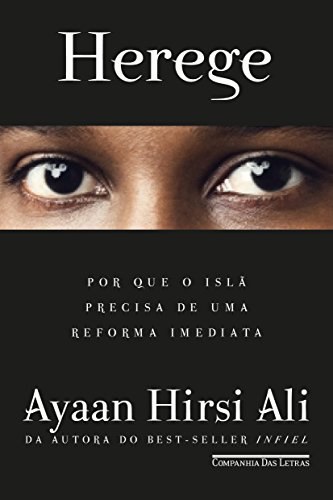 Herege
POR QUE O ISLÃ
PRECISA DE UMA
REFORMA IMEDIATA
Ayaan Hirsi Ali
DA AUTORA DO BEST-SELLER INFIEL
COMPANHIA DAS LETRAS